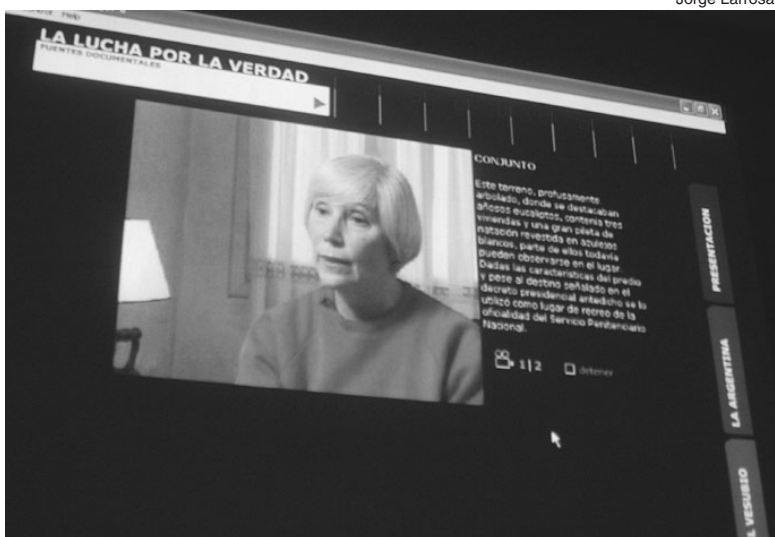 Jorge Larrosa
Help
LA LUCHA POR LA VERDAD
FUENTES DOCUMENTALES
CONJUNTO
Este terreno, profusamente
arbolado, donde se destacaban
añosos eucaliptos, contenía tres
viviendas y una gran pileta de
natación revestida en azulejos
blancos, parte de ellos todavía
pueden observarse en el lugar.
Dadas las características del predio
y pese al destino señalado en el
decreto presidencial antedicho se lo
utilizó como lugar de recreo de la
oficialidad del Servicio Penitenciario
Nacional.
1|2
detener
PRESENTACION
LA ARGENTINA
EL VESUBIO